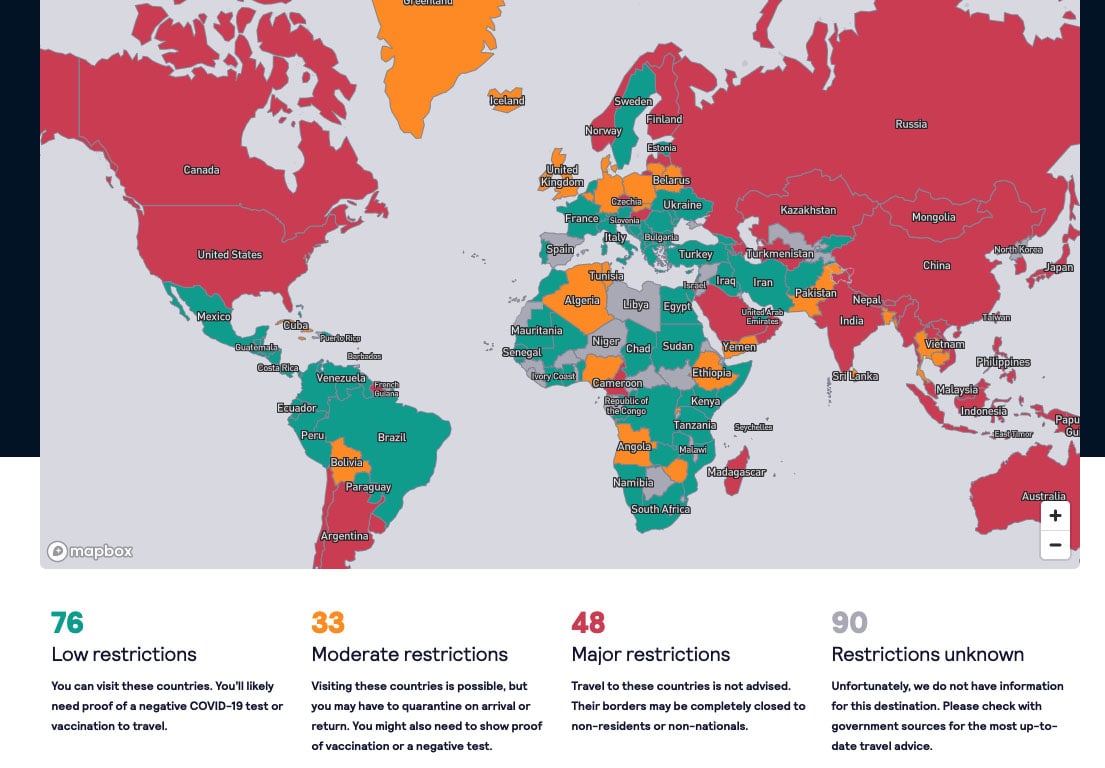 Greenland
Iceland
Sweden
Finland
Norway
Russia
Estonia
Canada
United Kingdom
Belarus
Czechia
Ukraine
Kazakhstan
Mongolia
France
Slovenia
Italy
Bulgaria
Spain
Turkey
Turkmenistan
North Korea
United States
China
Japan
Tunisia
Iraq
Iran
Israel
Algeria
Libya
Egypt
Pakistan
Nepal
Mexico
Cuba
United Arab Emirates
India
Taiwan
Puerto Rico
Mauritania
Niger
Chad
Sudan
Yemen
Vietnam
Guatemala
Barbados
Senegal
Philippines
Costa Rica
Venezuela
French Guiana
Ivory Coast
Cameroon
Ethiopia
Sri Lanka
Malaysia
Ecuador
Republic of the Congo
Kenya
Indonesia
Peru
Brazil
Tanzania
Seychelles
East Timor
Papu
Gu
Bolivia
Angola
Malawi
Madagascar
Paraguay
Namibia
Australia
South Africa
Argentina
+
−
mapbox
76
Low restrictions
You can visit these countries. You'll likely
need proof of a negative COVID-19 test or
vaccination to travel.
33
Moderate restrictions
Visiting these countries is possible, but
you may have to quarantine on arrival or
return. You might also need to show proof
of vaccination or a negative test.
48
Major restrictions
Travel to these countries is not advised.
Their borders may be completely closed to
non-residents or non-nationals.
90
Restrictions unknown
Unfortunately, we do not have information
for this destination. Please check with
government sources for the most up-to-
date travel advice.